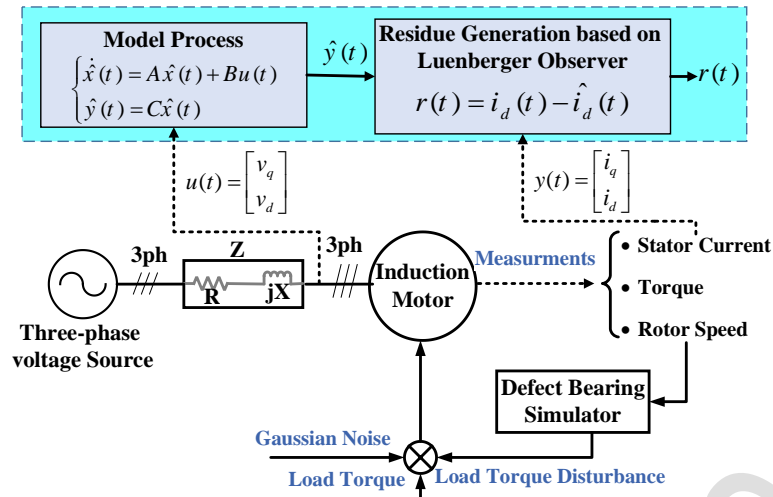 Model Process
ẋ̂(t) = Ax̂(t) + Bu(t)
ŷ(t) = Cx̂(t)
ŷ(t)
Residue Generation based on
Luenberger Observer
r(t) = i_d(t) − î_d(t)
r(t)
u(t) = [v_q
v_d]
y(t) = [i_q
i_d]
3ph
Z
R
jX
3ph
Three-phase
voltage Source
Induction
Motor
Measurments
• Stator Current
• Torque
• Rotor Speed
Defect Bearing
Simulator
Gaussian Noise
Load Torque
Load Torque Disturbance